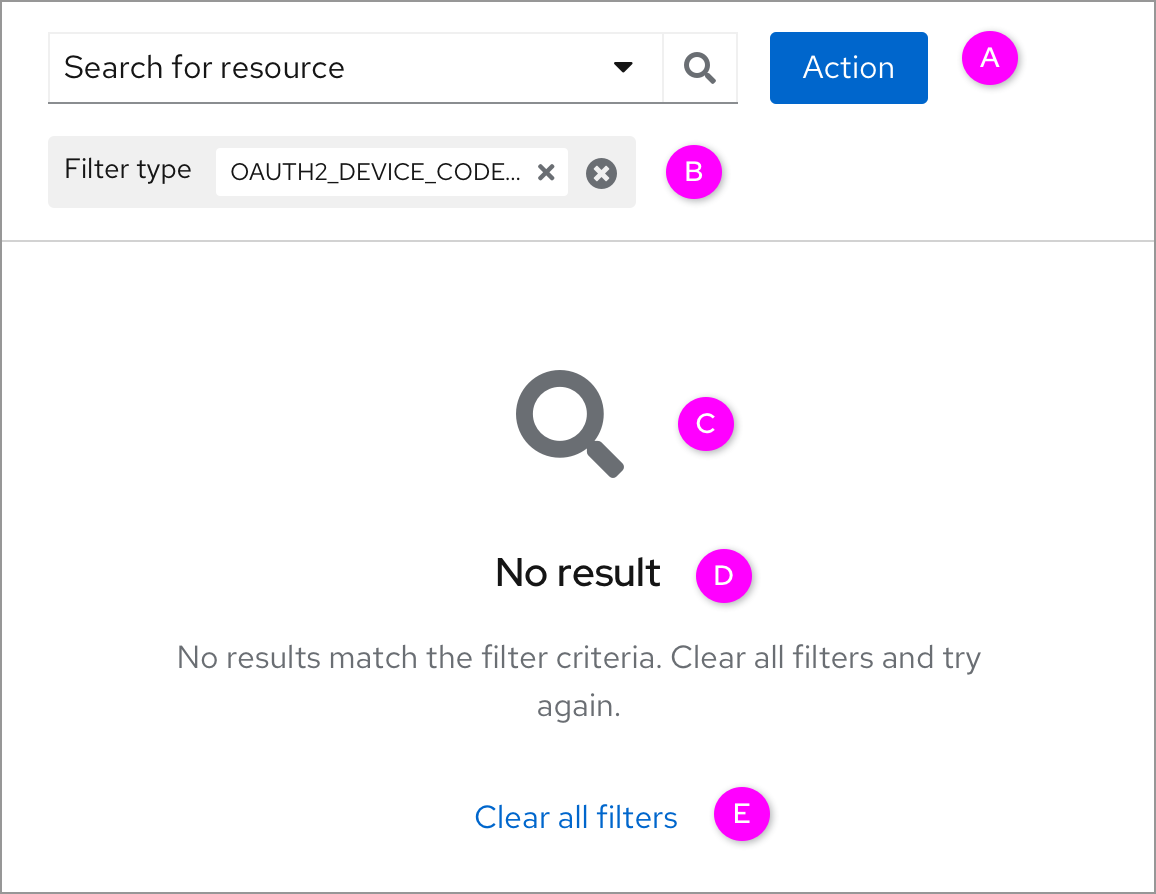 Search for resource
Action
A
Filter type
OAUTH2_DEVICE_CODE...
B
C
No result
D
No results match the filter criteria. Clear all filters and try
again.
Clear all filters
E